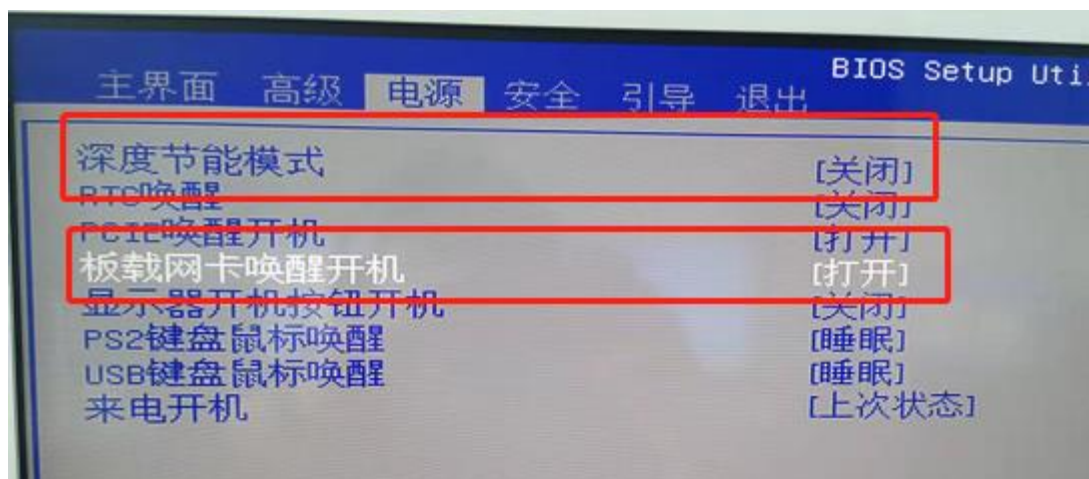 BIOS Setup Uti
主界面 高级 电源 安全 引导 退出
深度节能模式 [关闭]
RTC唤醒 [关闭]
PCIE唤醒开机 [打开]
板载网卡唤醒开机 [打开]
显示器开机按钮开机 [关闭]
PS2键盘鼠标唤醒 [睡眠]
USB键盘鼠标唤醒 [睡眠]
来电开机 [上次状态]